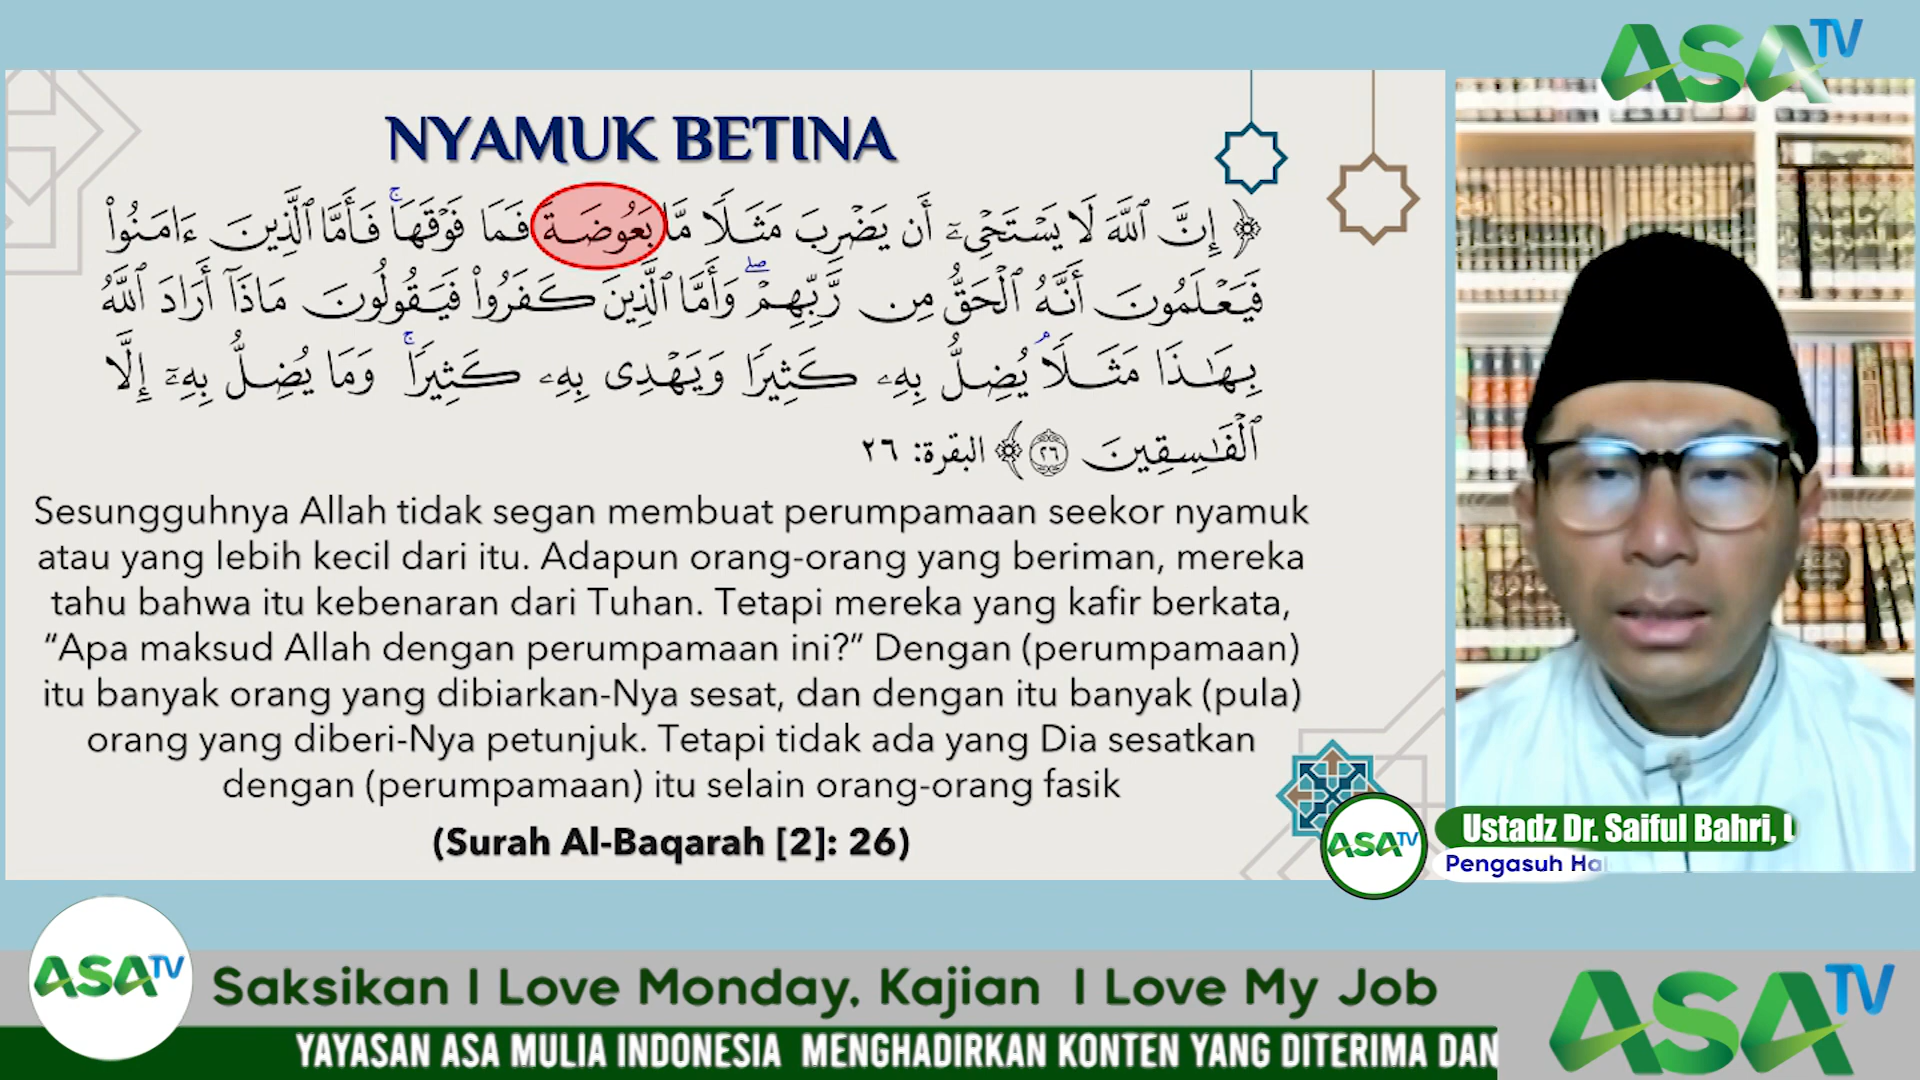 ASA TV
NYAMUK BETINA
﴿ إِنَّ ٱللَّهَ لَا يَسْتَحْىِۦٓ أَن يَضْرِبَ مَثَلًا مَّا بَعُوضَةً فَمَا فَوْقَهَا ۚ فَأَمَّا ٱلَّذِينَ ءَامَنُوا۟
فَيَعْلَمُونَ أَنَّهُ ٱلْحَقُّ مِن رَّبِّهِمْ ۖ وَأَمَّا ٱلَّذِينَ كَفَرُوا۟ فَيَقُولُونَ مَاذَآ أَرَادَ ٱللَّهُ
بِهَٰذَا مَثَلًا ۘ يُضِلُّ بِهِۦ كَثِيرًا وَيَهْدِى بِهِۦ كَثِيرًا ۚ وَمَا يُضِلُّ بِهِۦٓ إِلَّا
ٱلْفَٰسِقِينَ ٢٦ ﴾ البقرة: ٢٦
Sesungguhnya Allah tidak segan membuat perumpamaan seekor nyamuk
atau yang lebih kecil dari itu. Adapun orang-orang yang beriman, mereka
tahu bahwa itu kebenaran dari Tuhan. Tetapi mereka yang kafir berkata,
“Apa maksud Allah dengan perumpamaan ini?” Dengan (perumpamaan)
itu banyak orang yang dibiarkan-Nya sesat, dan dengan itu banyak (pula)
orang yang diberi-Nya petunjuk. Tetapi tidak ada yang Dia sesatkan
dengan (perumpamaan) itu selain orang-orang fasik
(Surah Al-Baqarah [2]: 26)
ASA TV
Ustadz Dr. Saiful Bahri, L
Pengasuh Ha
ASA TV
Saksikan I Love Monday, Kajian I Love My Job
YAYASAN ASA MULIA INDONESIA MENGHADIRKAN KONTEN YANG DITERIMA DAN
ASA TV